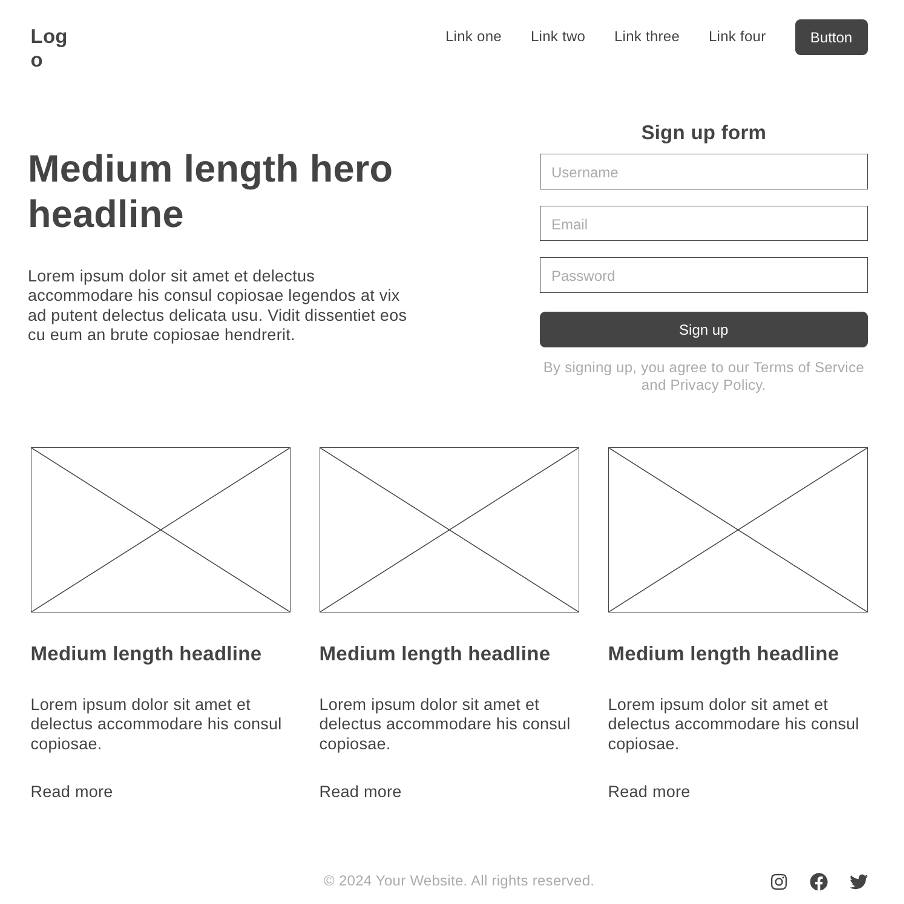 Log
o
Link one
Link two
Link three
Link four
Button
Medium length hero
headline
Lorem ipsum dolor sit amet et delectus
accommodare his consul copiosae legendos at vix
ad putent delectus delicata usu. Vidit dissentiet eos
cu eum an brute copiosae hendrerit.
Sign up form
Username
Email
Password
Sign up
By signing up, you agree to our Terms of Service
and Privacy Policy.
Medium length headline
Lorem ipsum dolor sit amet et
delectus accommodare his consul
copiosae.
Read more
Medium length headline
Lorem ipsum dolor sit amet et
delectus accommodare his consul
copiosae.
Read more
Medium length headline
Lorem ipsum dolor sit amet et
delectus accommodare his consul
copiosae.
Read more
© 2024 Your Website. All rights reserved.